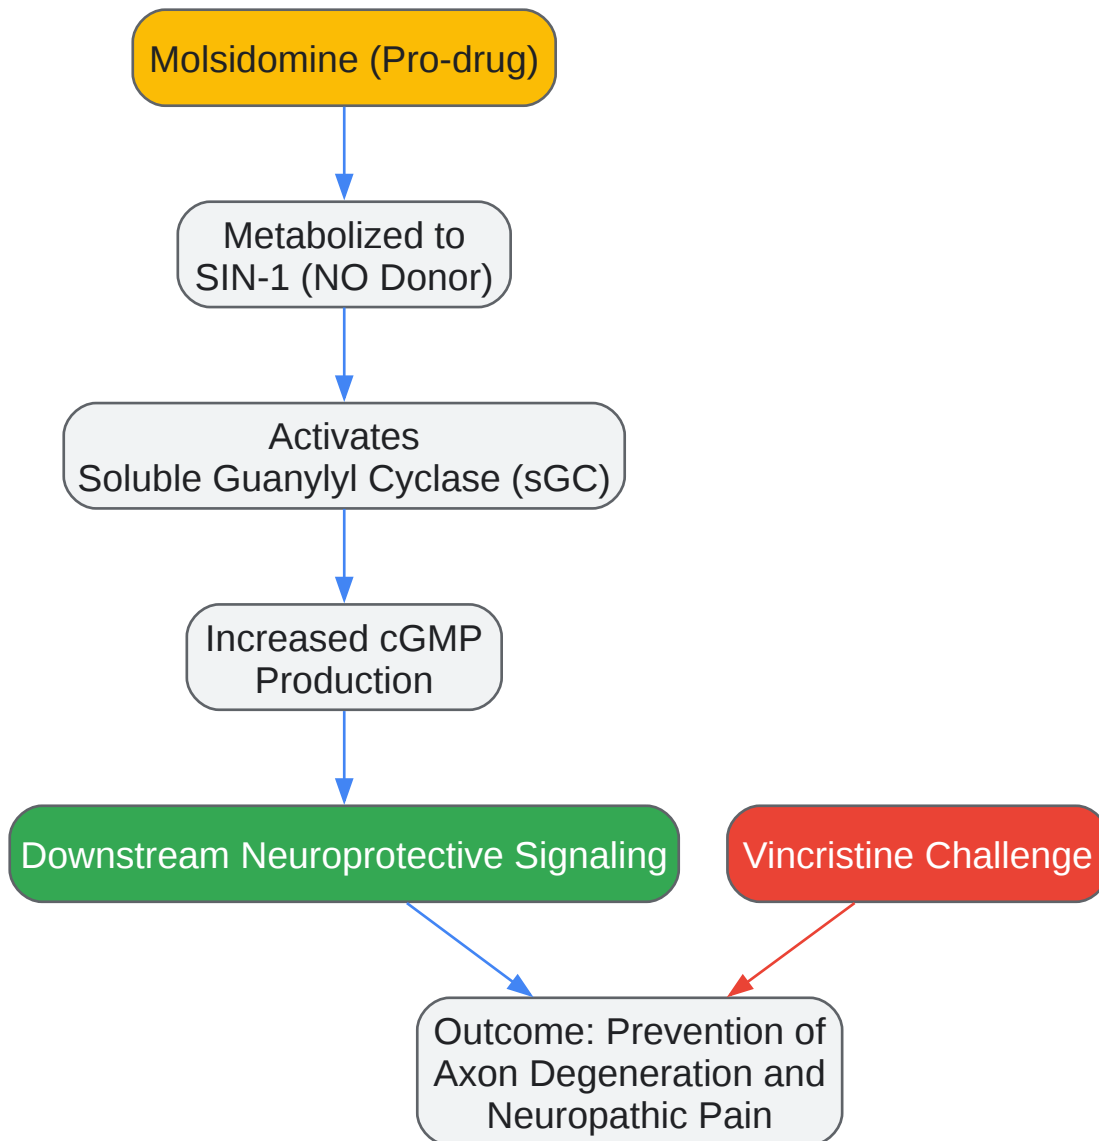 Molsidomine (Pro-drug)
Metabolized to
SIN-1 (NO Donor)
Activates
Soluble Guanylyl Cyclase (sGC)
Increased cGMP
Production
Downstream Neuroprotective Signaling
Vincristine Challenge
Outcome: Prevention of
Axon Degeneration and
Neuropathic Pain